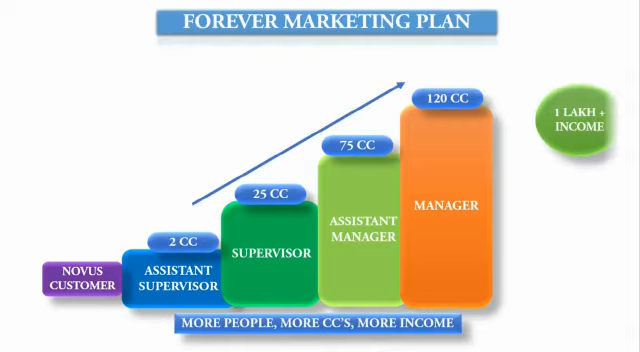 FOREVER MARKETING PLAN
120 CC
1 LAKH +
INCOME
75 CC
25 CC
MANAGER
ASSISTANT
MANAGER
2 CC
SUPERVISOR
NOVUS
CUSTOMER
ASSISTANT
SUPERVISOR
MORE PEOPLE, MORE CC'S, MORE INCOME